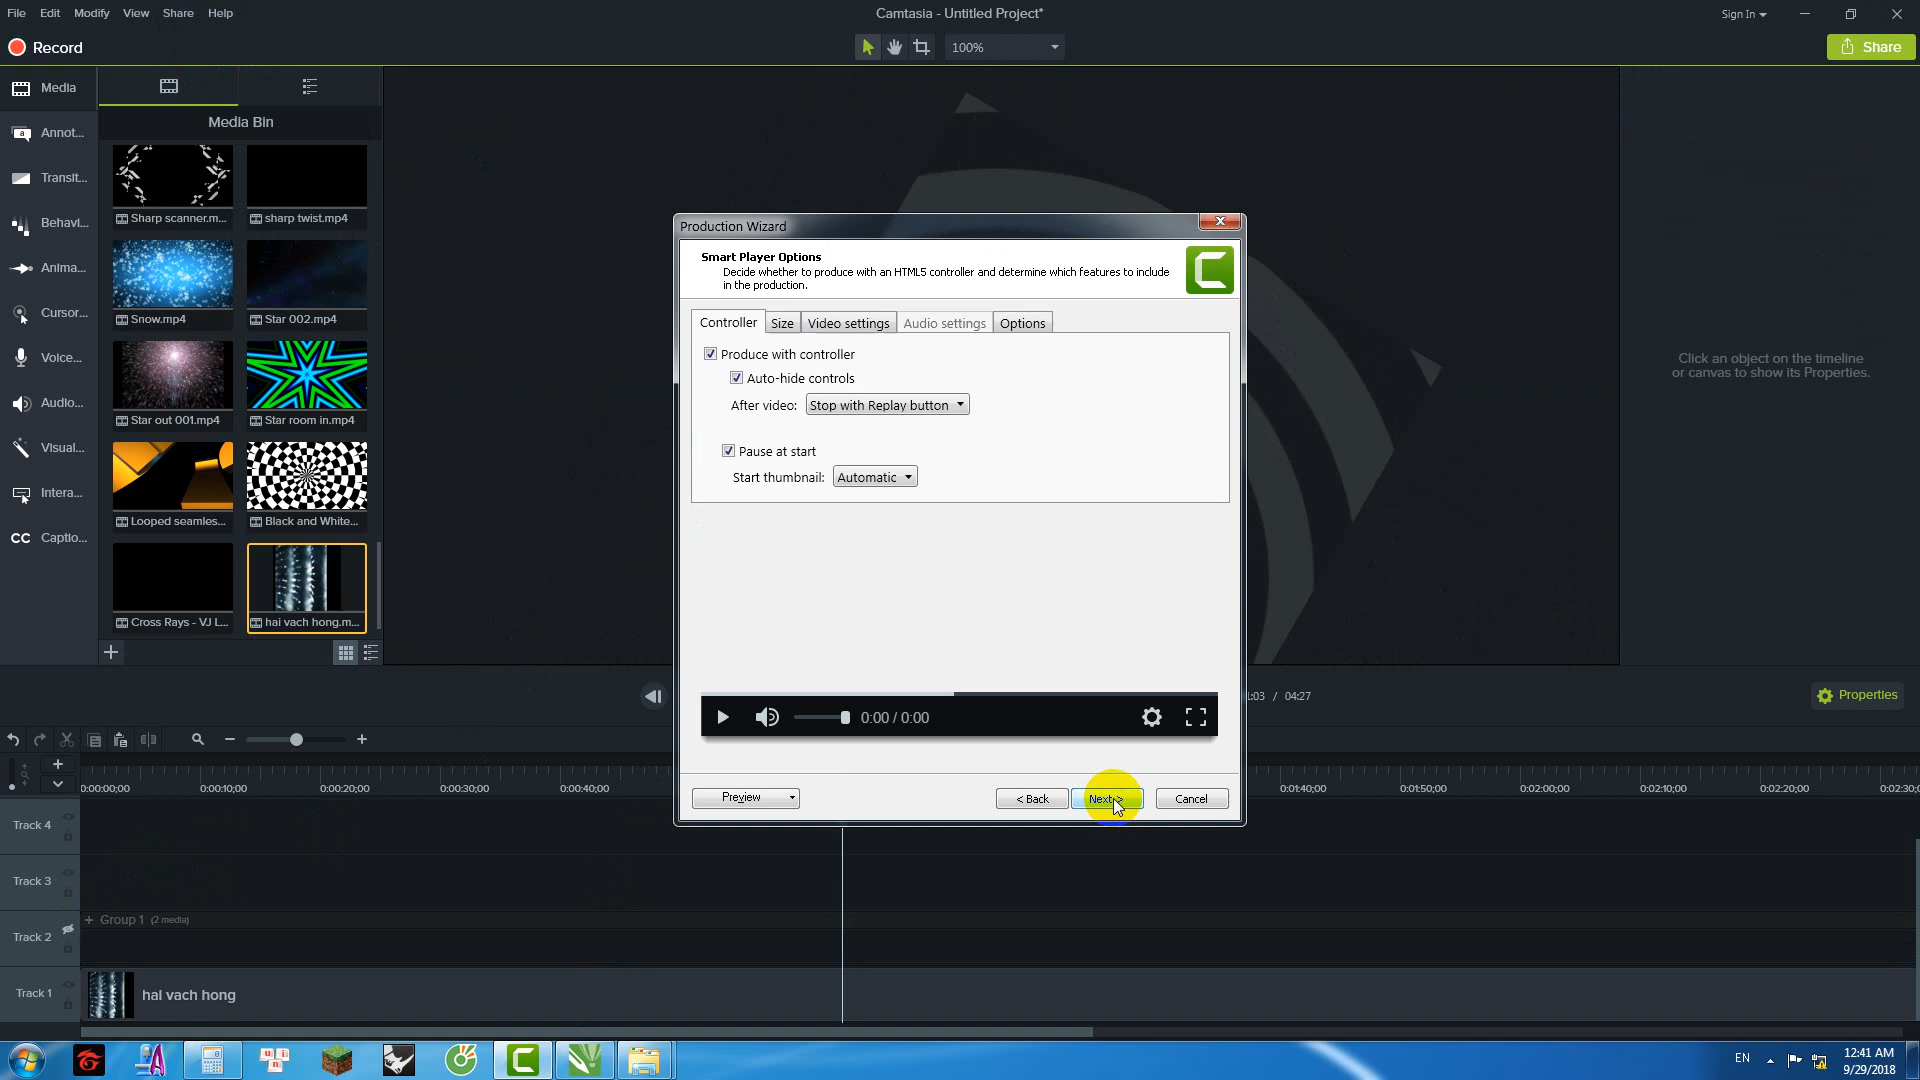 File Edit Modify View Share Help
Camtasia - Untitled Project*
Sign In
Record
100%
Share
Media
Annot...
Transit...
Behavi...
Anima...
Cursor...
Voice...
Audio...
Visual...
Intera...
CC Captio...
Media Bin
Sharp scanner.m... sharp twist.mp4
Snow.mp4 Star 002.mp4
Star out 001.mp4 Star room in.mp4
Looped seamles... Black and White...
Cross Rays - VJ L... hai vach hong.m...
Production Wizard
Smart Player Options
Decide whether to produce with an HTML5 controller and determine which features to include
in the production.
Controller Size Video settings Audio settings Options
Produce with controller
Auto-hide controls
After video: Stop with Replay button
Pause at start
Start thumbnail: Automatic
0:00 / 0:00
Preview < Back Next > Cancel
Click an object on the timeline
or canvas to show its Properties.
1:03 / 04:27
Properties
0:00:00;00 0:00:10;00 0:00:20;00 0:00:30;00 0:00:40;00 0:01:40;00 0:01:50;00 0:02:00;00 0:02:10;00 0:02:20;00 0:02:30;
Track 4
Track 3
Track 2
+ Group 1 (2 media)
Track 1
hai vach hong
EN
12:41 AM
9/29/2018